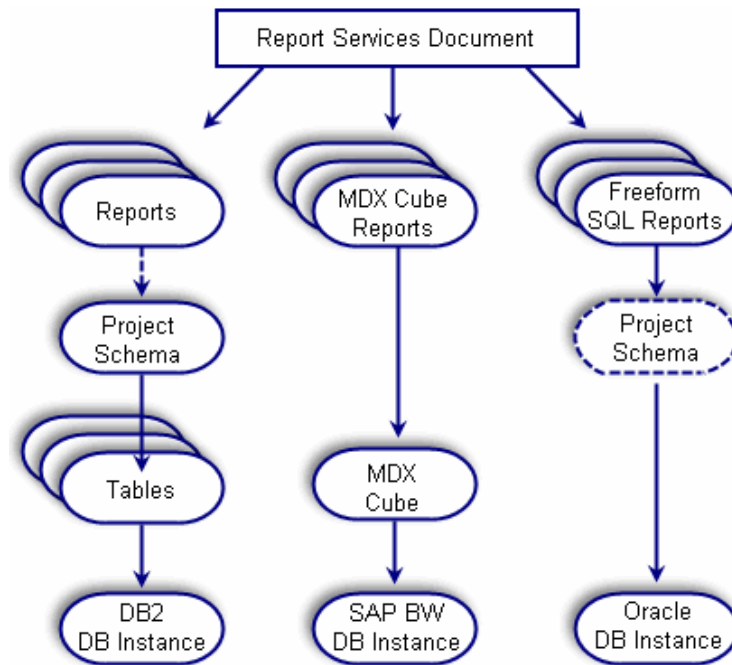 Report Services Document
Reports
MDX Cube
Reports
Freeform
SQL Reports
Project
Schema
Project
Schema
Tables
MDX
Cube
DB2
DB Instance
SAP BW
DB Instance
Oracle
DB Instance